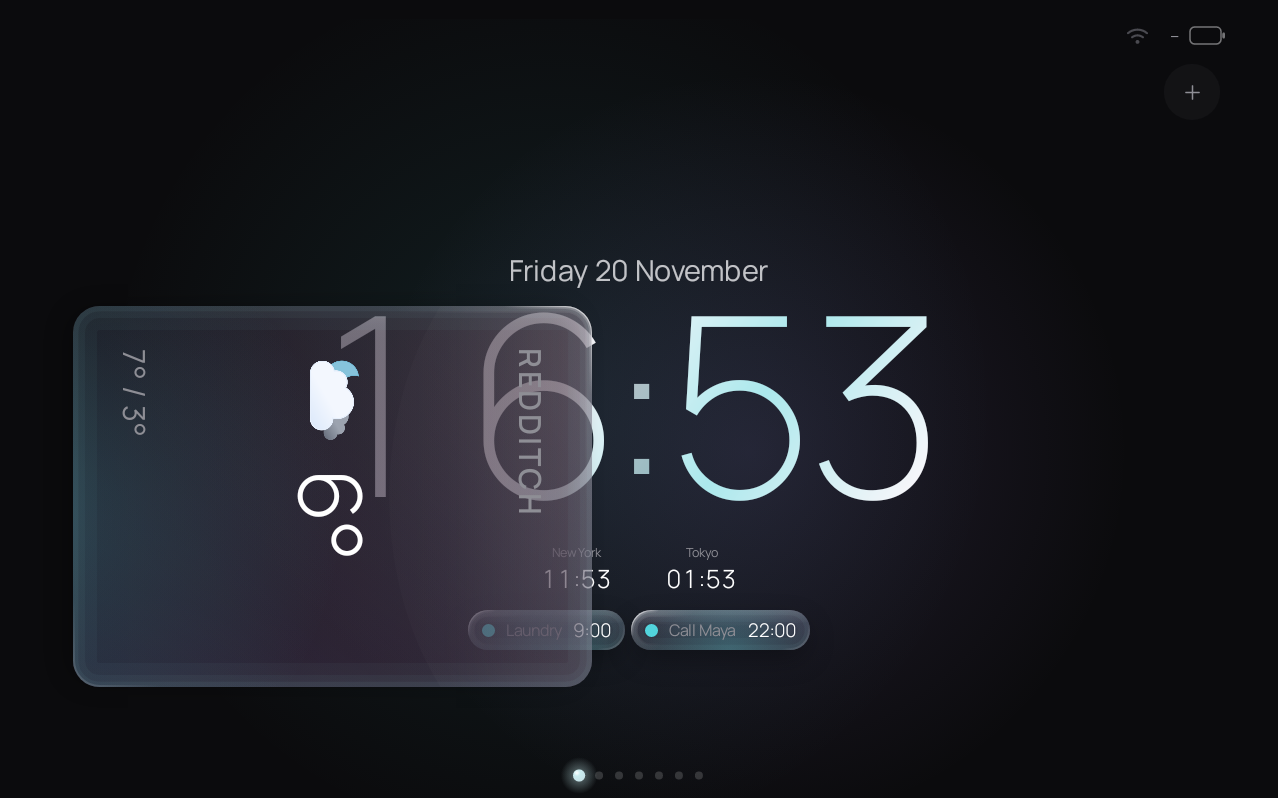 –
+
Friday 20 November
16:53
REDDITCH
6°
7° / 3°
New York
11:53
Tokyo
01:53
Laundry 9:00
Call Maya 22:00